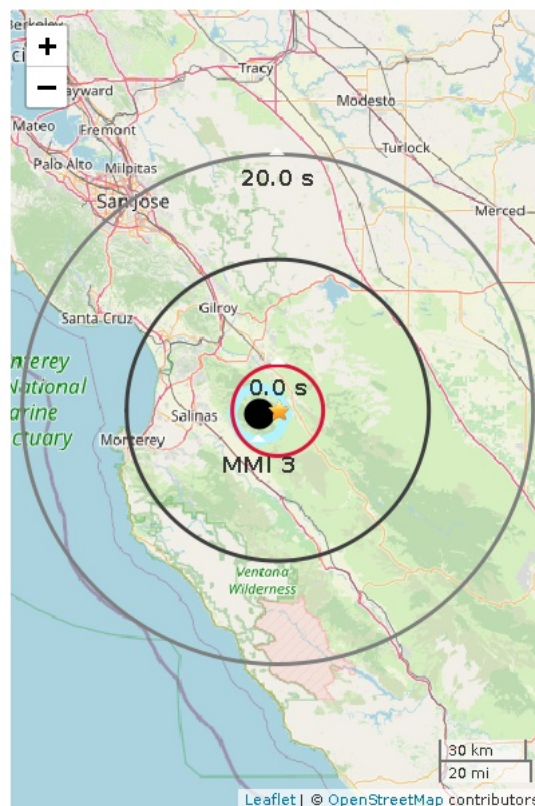 Berkeley
+
−
Tracy
Hayward
Modesto
Mateo
Fremont
Turlock
Palo Alto
Milpitas
20.0 s
San Jose
Merced
Gilroy
Santa Cruz
nterey
National
arine
ctuary
0.0 s
Salinas
Monterey
MMI 3
Ventana
Wilderness
30 km
20 mi
Leaflet | © OpenStreetMap contributors